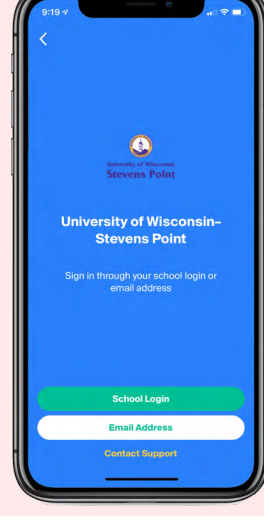 9:19
University of Wisconsin
Stevens Point
University of Wisconsin–
Stevens Point
Sign in through your school login or
email address
School Login
Email Address
Contact Support